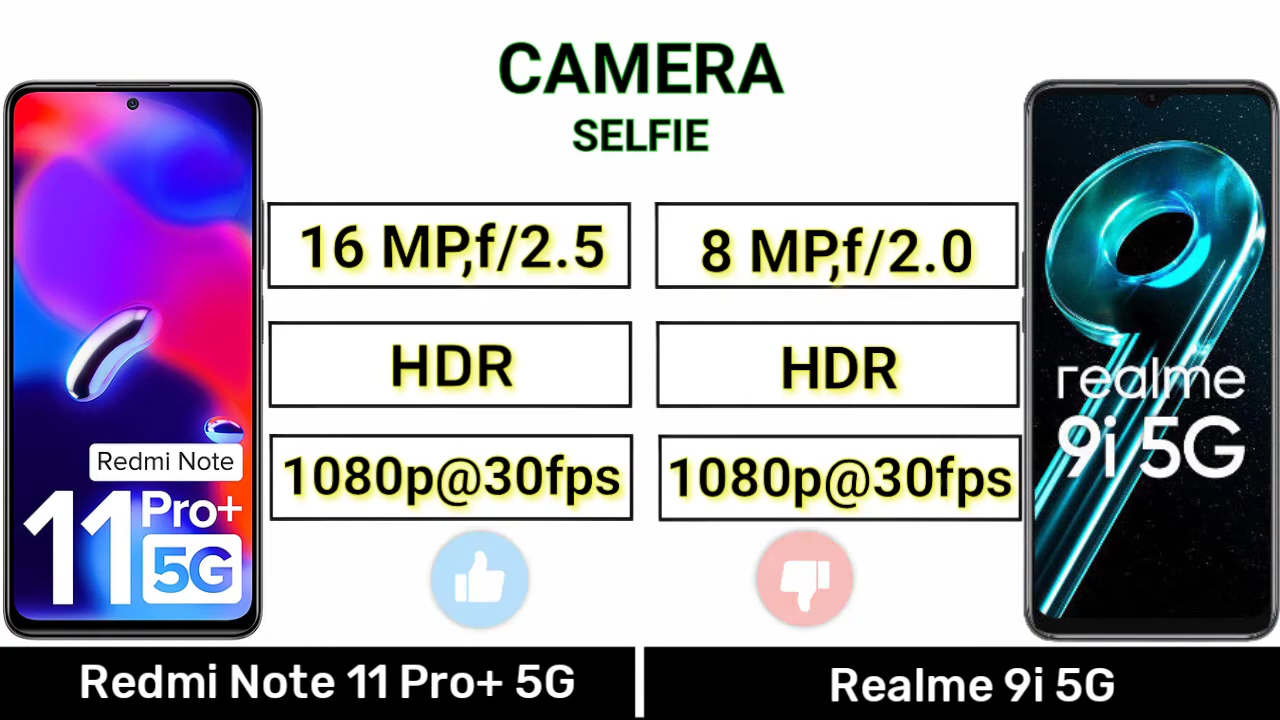 CAMERA
SELFIE
16 MP,f/2.5
8 MP,f/2.0
HDR
HDR
1080p@30fps
1080p@30fps
Redmi Note
11 Pro+
5G
realme
9i 5G
Redmi Note 11 Pro+ 5G
Realme 9i 5G